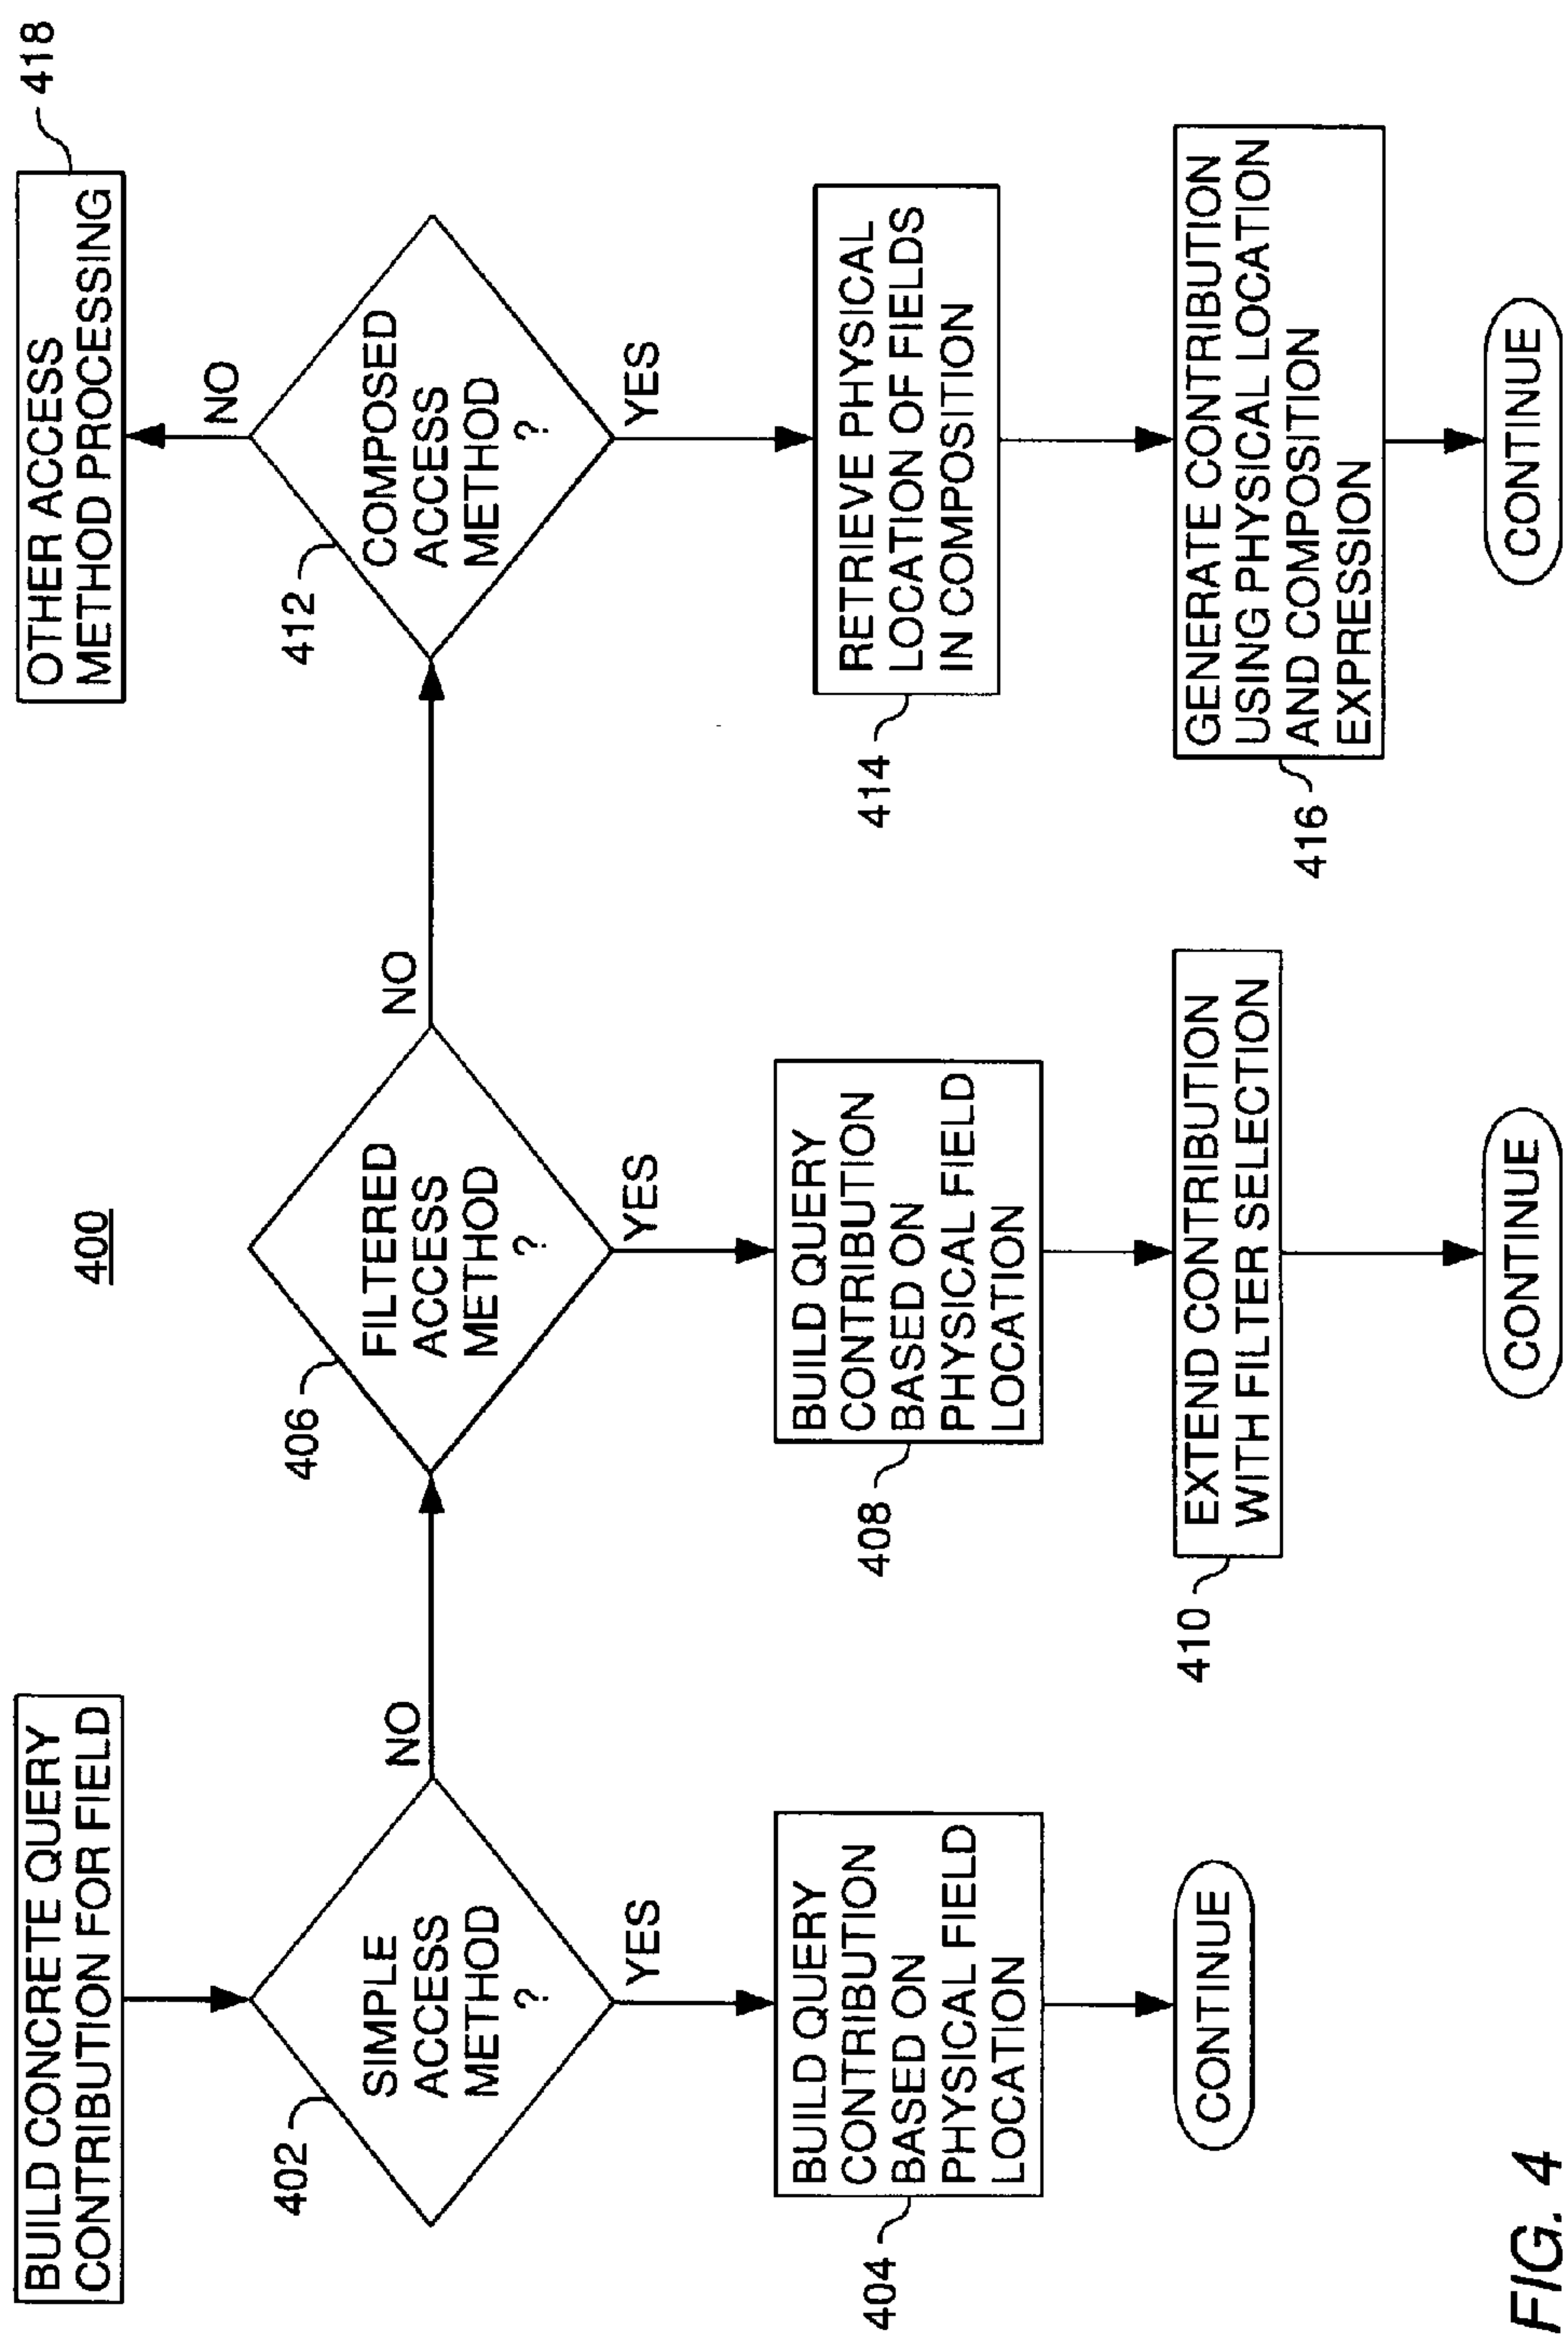 400
BUILD CONCRETE QUERY
CONTRIBUTION FOR FIELD
402
SIMPLE
ACCESS
METHOD
?
NO
YES
404
BUILD QUERY
CONTRIBUTION
BASED ON
PHYSICAL FIELD
LOCATION
CONTINUE
406
FILTERED
ACCESS
METHOD
?
NO
YES
408
BUILD QUERY
CONTRIBUTION
BASED ON
PHYSICAL FIELD
LOCATION
410
EXTEND CONTRIBUTION
WITH FILTER SELECTION
CONTINUE
412
COMPOSED
ACCESS
METHOD
?
NO
418
OTHER ACCESS
METHOD PROCESSING
YES
414
RETRIEVE PHYSICAL
LOCATION OF FIELDS
IN COMPOSITION
416
GENERATE CONTRIBUTION
USING PHYSICAL LOCATION
AND COMPOSITION
EXPRESSION
CONTINUE
FIG. 4